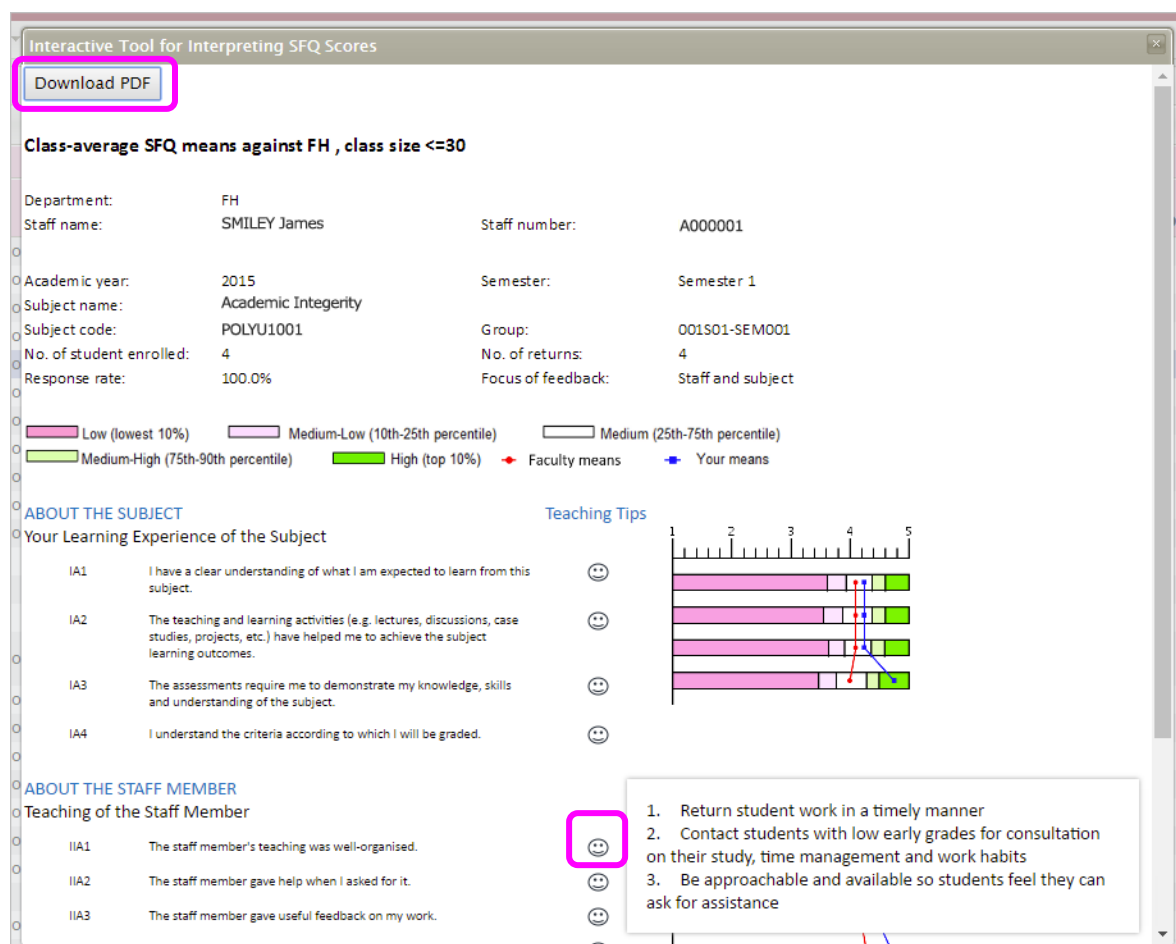 Interactive Tool for Interpreting SFQ Scores
Download PDF
Class-average SFQ means against FH , class size <=30
Department: FH
Staff name: SMILEY James Staff number: A000001
Academic year: 2015 Semester: Semester 1
Subject name: Academic Integerity
Subject code: POLYU1001 Group: 001S01-SEM001
No. of student enrolled: 4 No. of returns: 4
Response rate: 100.0% Focus of feedback: Staff and subject
Low (lowest 10%) Medium-Low (10th-25th percentile) Medium (25th-75th percentile)
Medium-High (75th-90th percentile) High (top 10%) Faculty means Your means
ABOUT THE SUBJECT Teaching Tips
Your Learning Experience of the Subject
1 2 3 4 5
IA1 I have a clear understanding of what I am expected to learn from this
subject.
IA2 The teaching and learning activities (e.g. lectures, discussions, case
studies, projects, etc.) have helped me to achieve the subject
learning outcomes.
IA3 The assessments require me to demonstrate my knowledge, skills
and understanding of the subject.
IA4 I understand the criteria according to which I will be graded.
ABOUT THE STAFF MEMBER
Teaching of the Staff Member
IIA1 The staff member's teaching was well-organised.
IIA2 The staff member gave help when I asked for it.
IIA3 The staff member gave useful feedback on my work.
1. Return student work in a timely manner
2. Contact students with low early grades for consultation
on their study, time management and work habits
3. Be approachable and available so students feel they can
ask for assistance